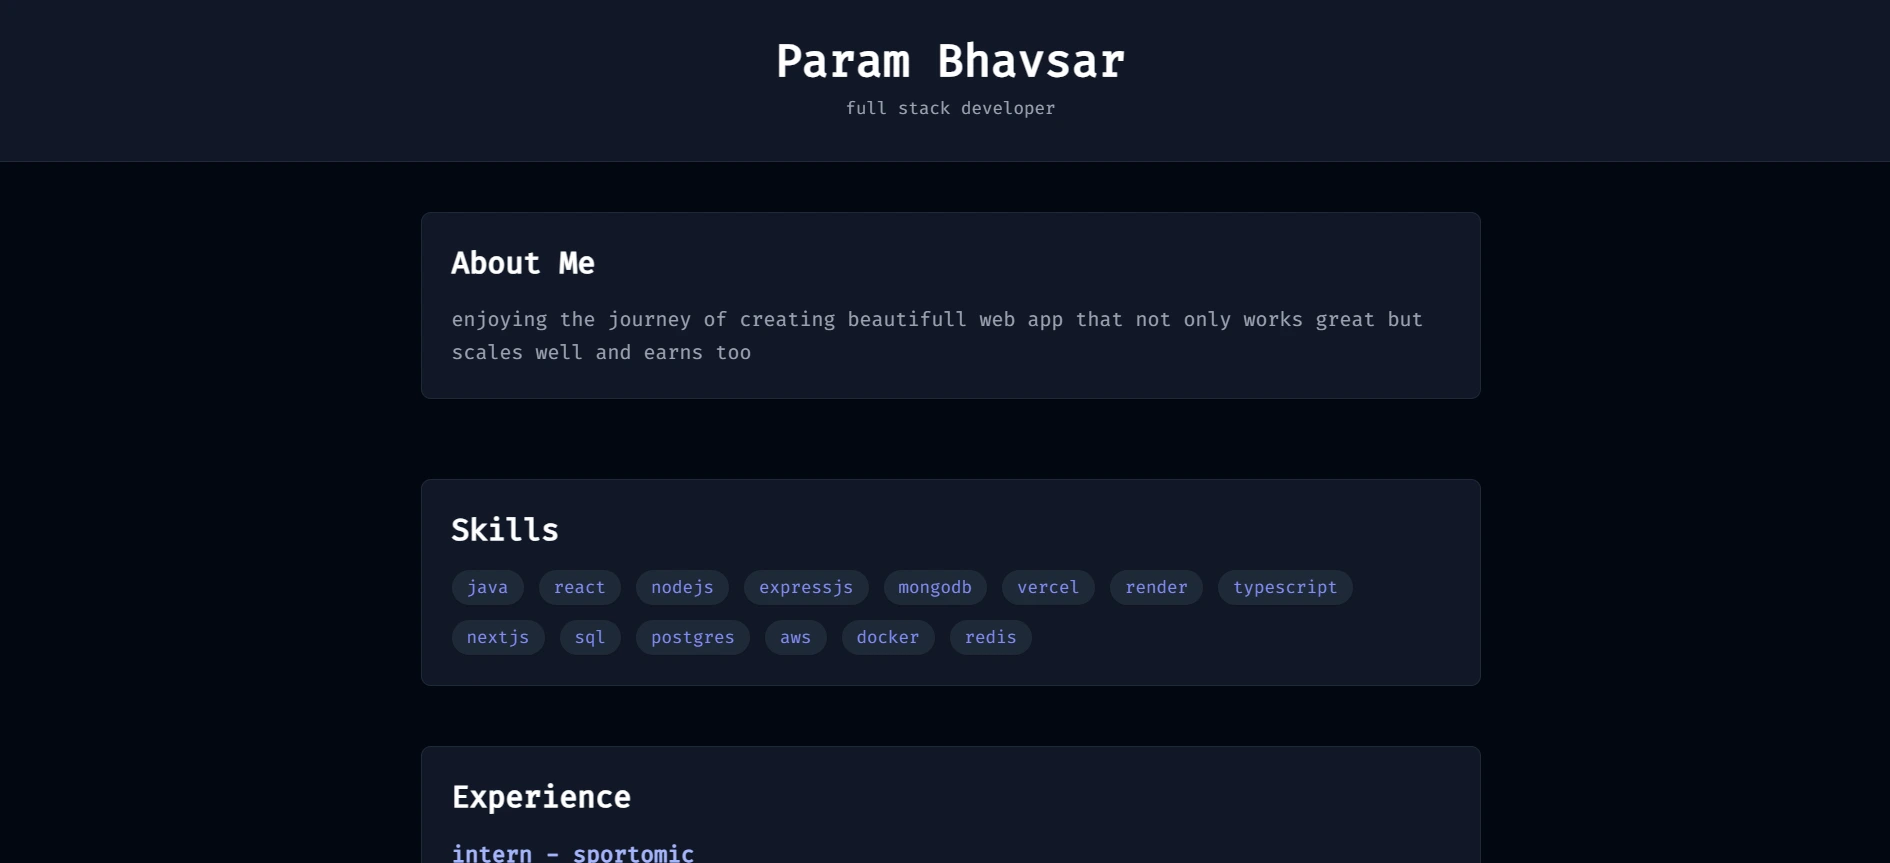 Param Bhavsar
full stack developer
About Me
enjoying the journey of creating beautifull web app that not only works great but
scales well and earns too
Skills
java react nodejs expressjs mongodb vercel render typescript
nextjs sql postgres aws docker redis
Experience
intern - sportomic